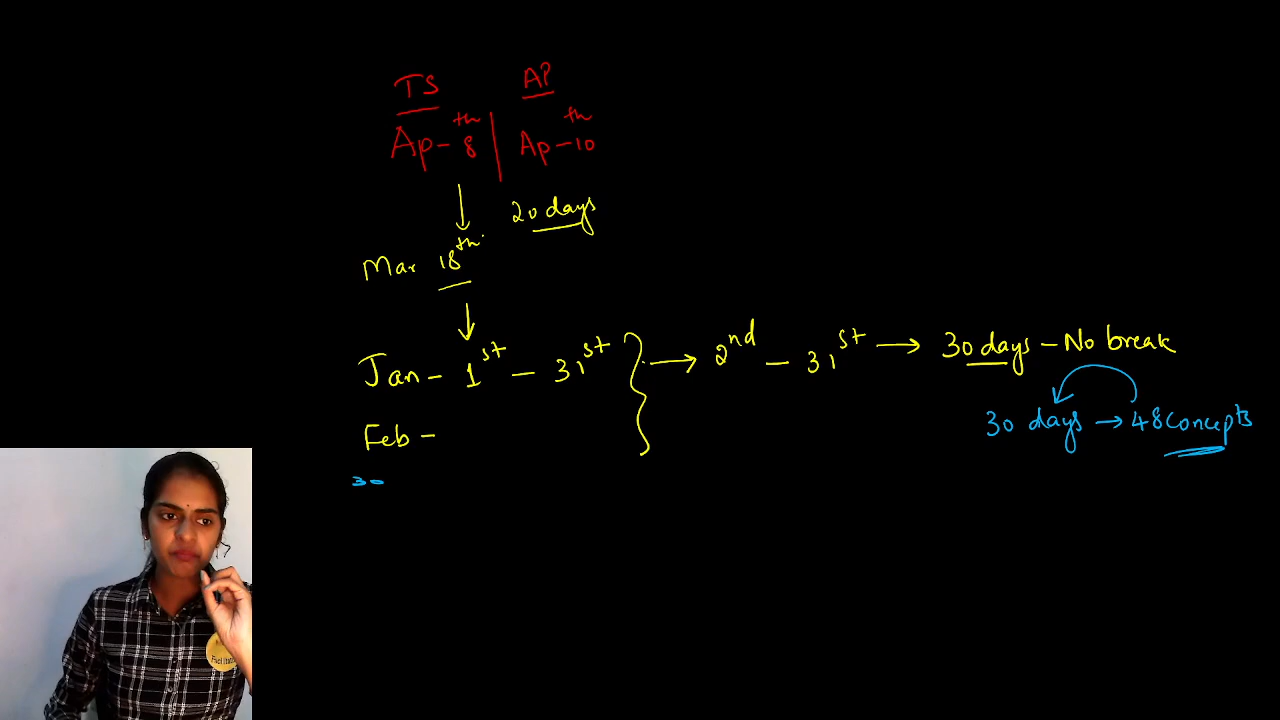 TS AP
Ap - 8th | Ap - 10th
20 days
Mar 18th
Jan - 1st - 31st } → 2nd - 31st → 30 days - No break
30 days → 48 concepts
Feb -
30